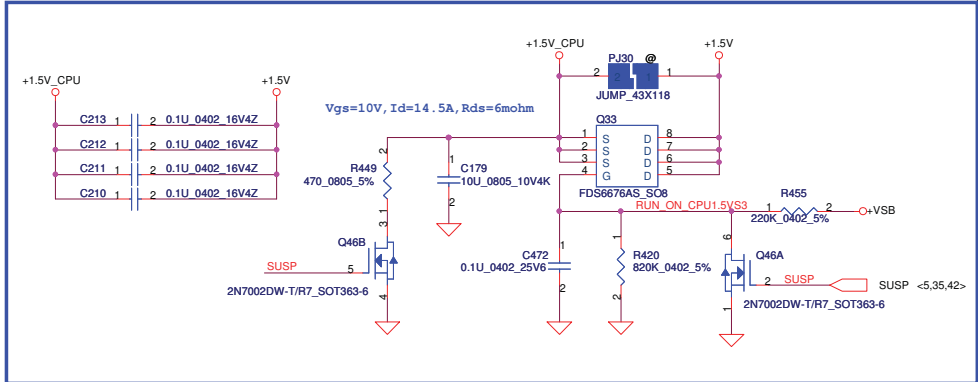 +1.5V_CPU
+1.5V
C213 1 2 0.1U_0402_16V4Z
C212 1 2 0.1U_0402_16V4Z
C211 1 2 0.1U_0402_16V4Z
C210 1 2 0.1U_0402_16V4Z
Vgs=10V,Id=14.5A,Rds=6mohm
+1.5V_CPU
+1.5V
PJ30 @
2 2 1 1
JUMP_43X118
Q33
1 S D 8
2 S D 7
3 S D 6
4 G D 5
FDS6676AS_SO8
2
R449
470_0805_5%
1
1
C179
10U_0805_10V4K
2
RUN_ON_CPU1.5VS3
R455
1 2
220K_0402_5%
+VSB
3
Q46B
SUSP
5
4
2N7002DW-T/R7_SOT363-6
1
C472
0.1U_0402_25V6
2
1
R420
820K_0402_5%
2
6
Q46A
2
SUSP
SUSP <5,35,42>
1
2N7002DW-T/R7_SOT363-6